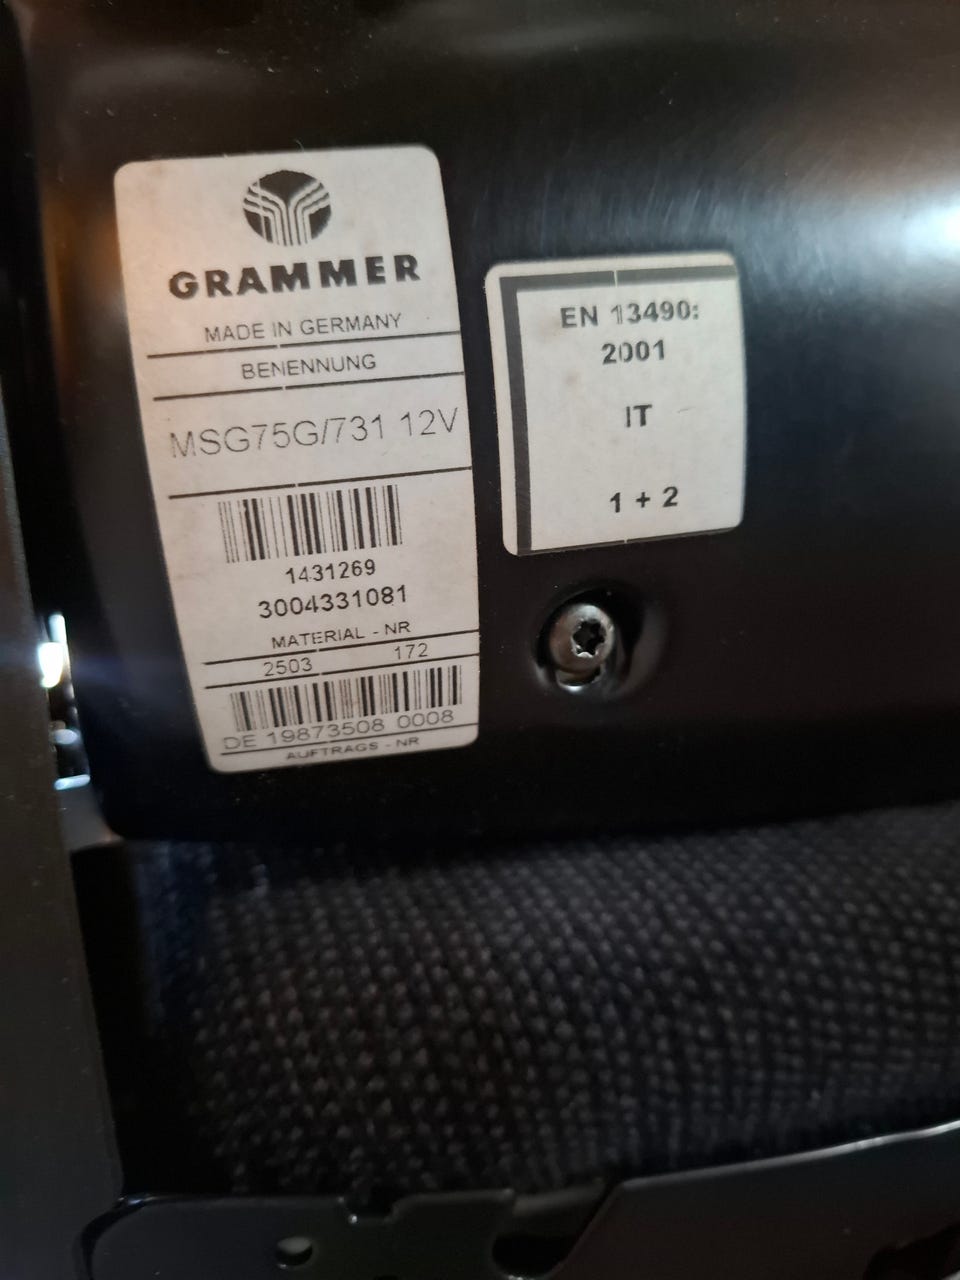 GRAMMER
MADE IN GERMANY
BENENNUNG
MSG75G/731 12V
1431269
3004331081
MATERIAL - NR
2503 172
DE 19873508 0008
AUFTRAGS - NR
EN 13490:
2001
IT
1 + 2